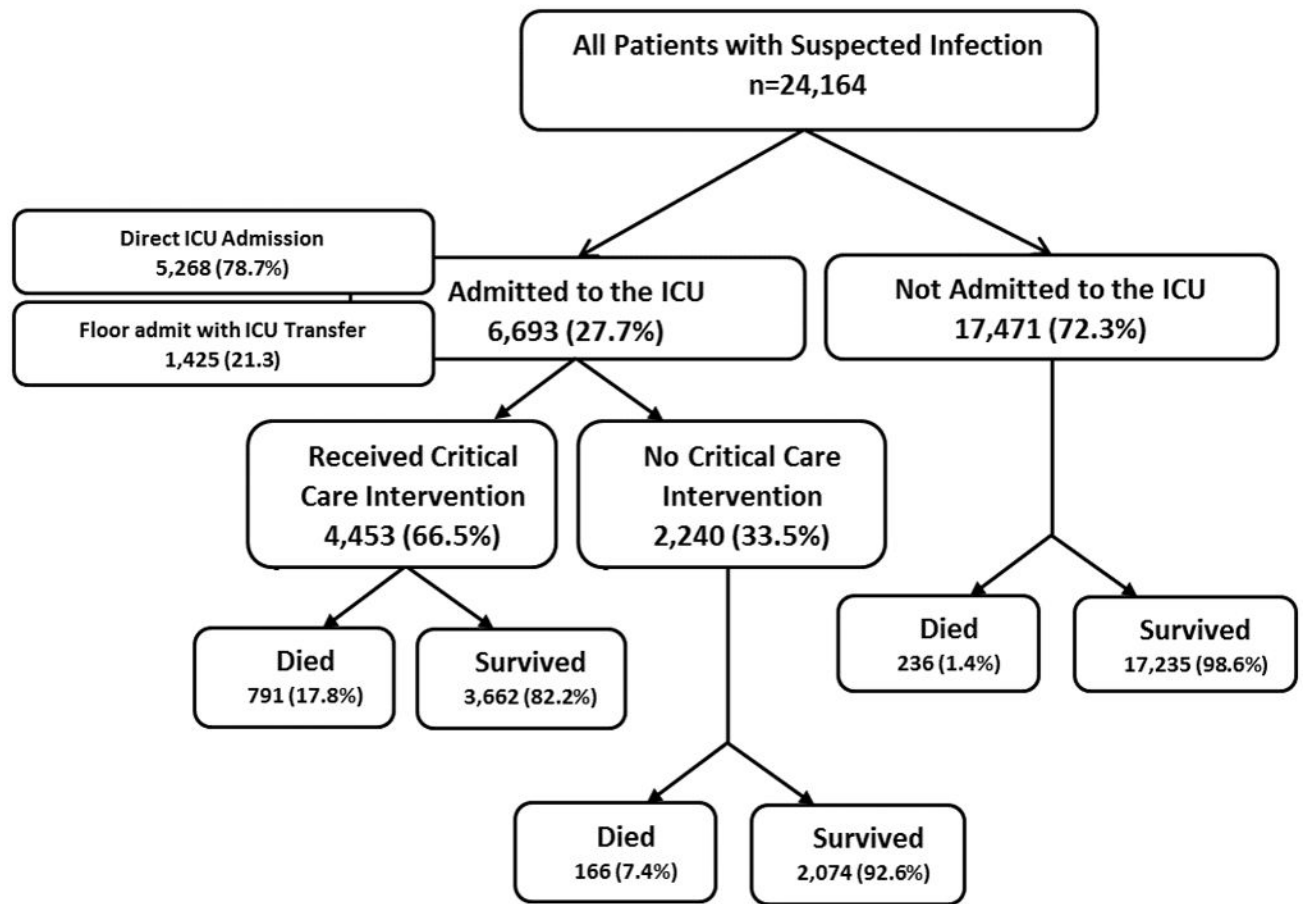 All Patients with Suspected Infection
n=24,164
Direct ICU Admission
5,268 (78.7%)
Floor admit with ICU Transfer
1,425 (21.3)
Admitted to the ICU
6,693 (27.7%)
Not Admitted to the ICU
17,471 (72.3%)
Received Critical
Care Intervention
4,453 (66.5%)
No Critical Care
Intervention
2,240 (33.5%)
Died
791 (17.8%)
Survived
3,662 (82.2%)
Died
236 (1.4%)
Survived
17,235 (98.6%)
Died
166 (7.4%)
Survived
2,074 (92.6%)